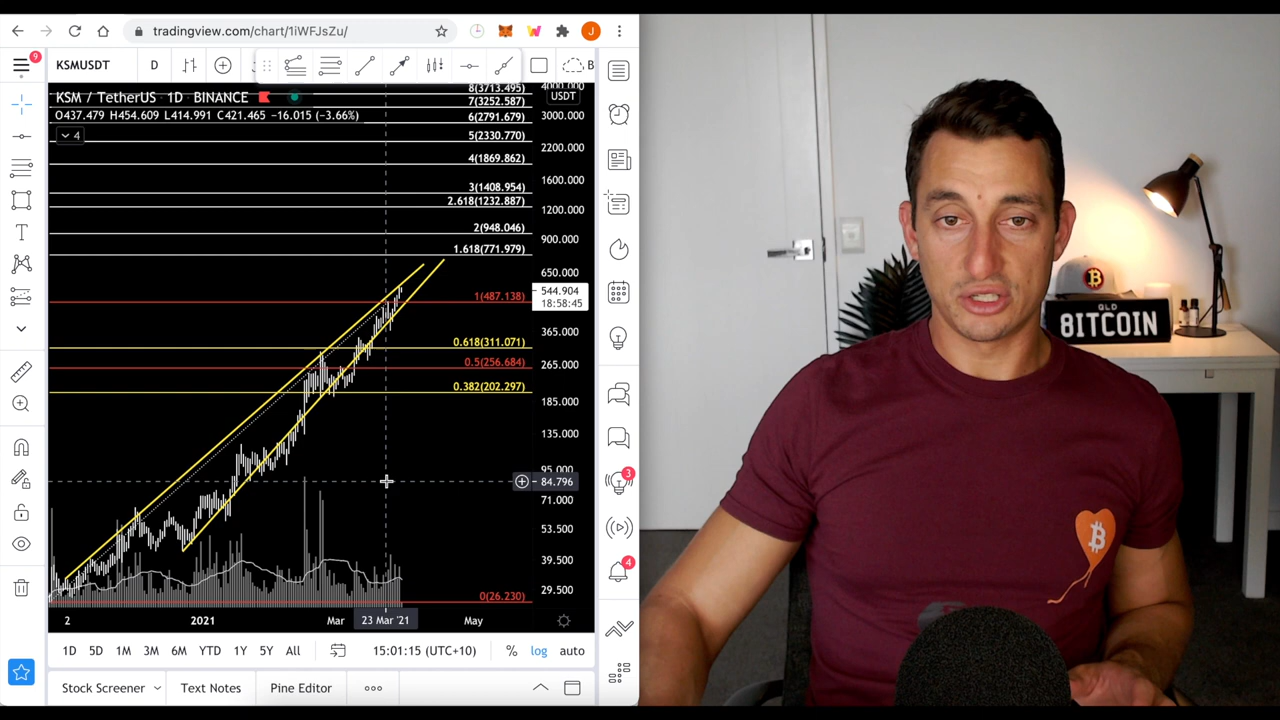 tradingview.com/chart/1iWFJsZu/
J
9
KSMUSDT
D
B
KSM / TetherUS · 1D · BINANCE
USDT
O437.479 H454.609 L414.991 C421.465 −16.015 (−3.66%)
4
8(3713.495)
7(3252.587)
6(2791.679)
5(2330.770)
4(1869.862)
3(1408.954)
2.618(1232.887)
2(948.046)
1.618(771.979)
1(487.138)
0.618(311.071)
0.5(256.684)
0.382(202.297)
0(26.230)
4000.000
3000.000
2200.000
1600.000
1200.000
900.000
650.000
544.904
18:58:45
365.000
265.000
185.000
135.000
95.000
84.796
71.000
53.500
39.500
29.500
2
2021
Mar
23 Mar '21
May
1D
5D
1M
3M
6M
YTD
1Y
5Y
All
15:01:15 (UTC+10)
%
log
auto
Stock Screener
Text Notes
Pine Editor
3
4
QLD
8ITCOIN
B
B